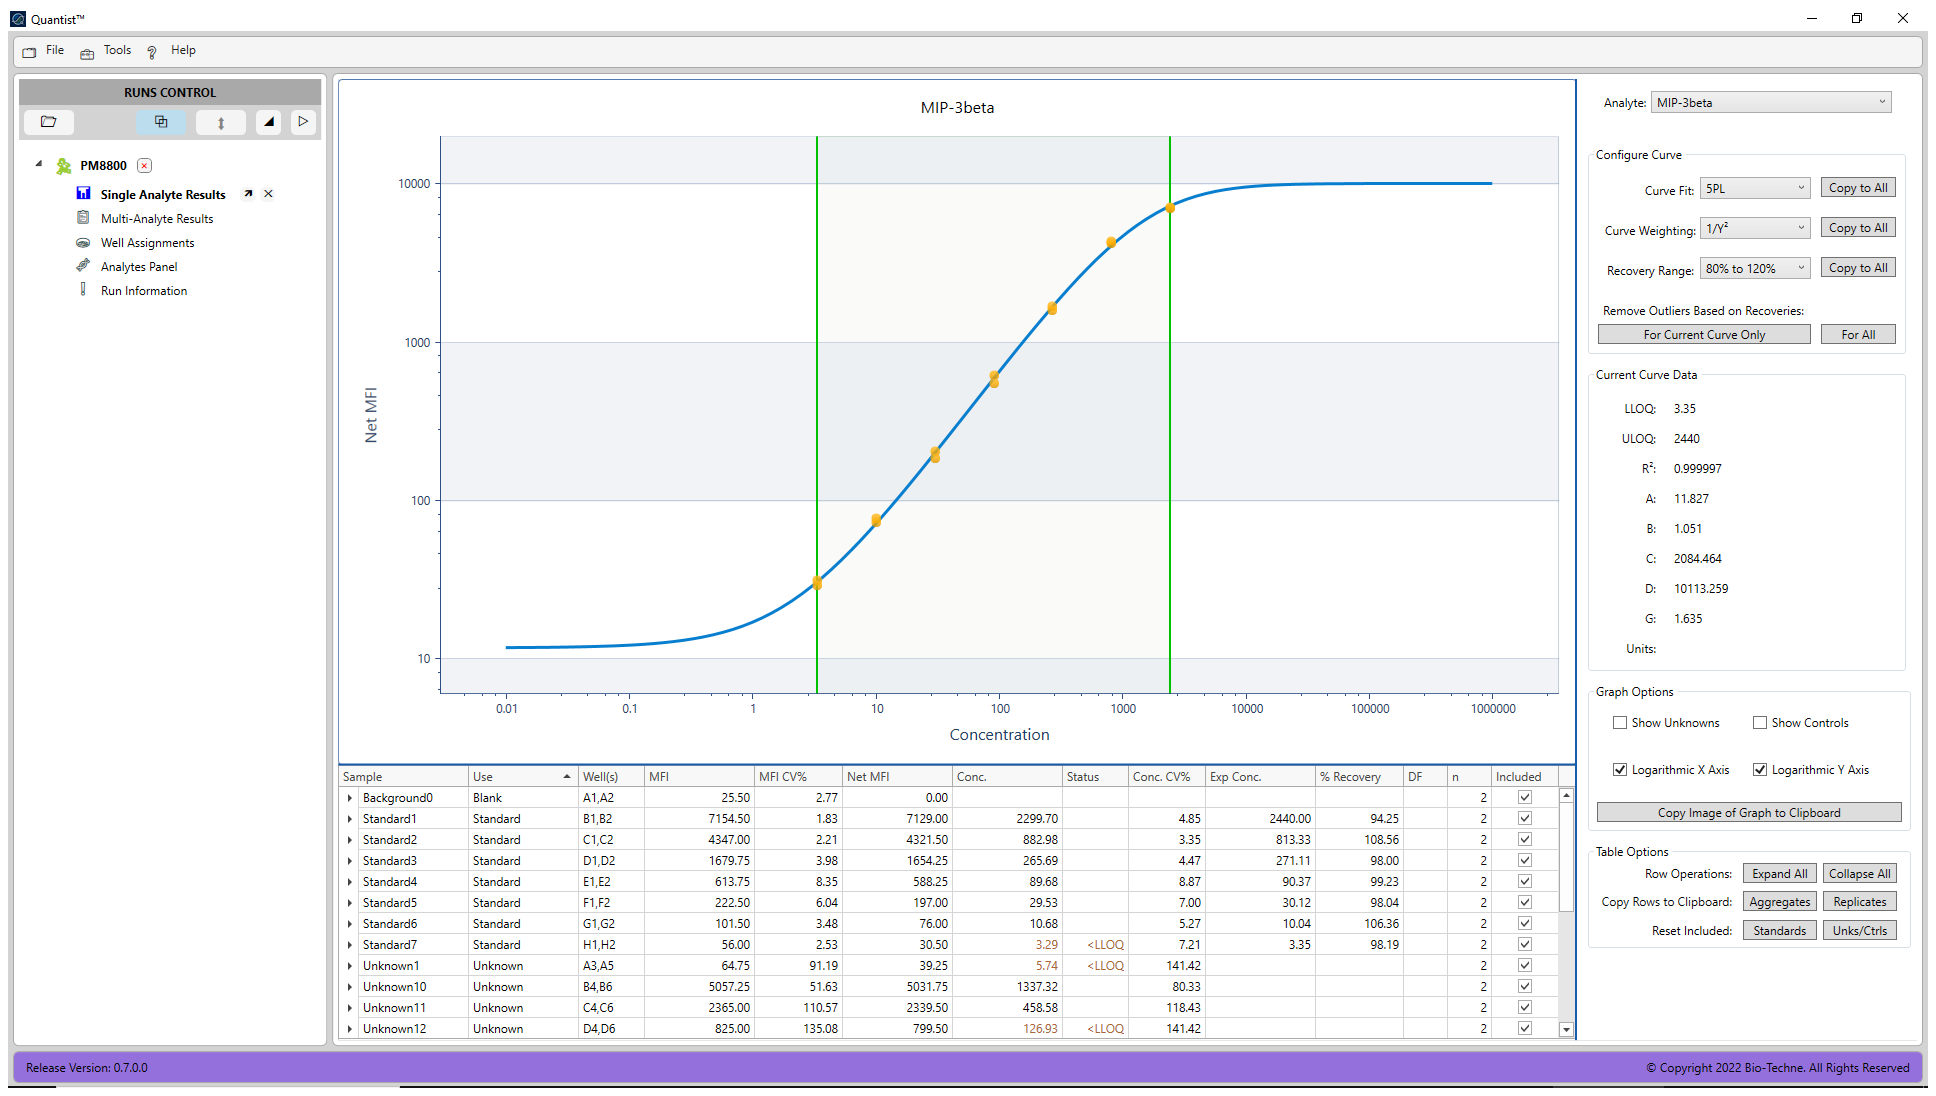 Quantist™
File Tools Help
RUNS CONTROL
PM8800
Single Analyte Results
Multi-Analyte Results
Well Assignments
Analytes Panel
Run Information
MIP-3beta
Net MFI
10000
1000
100
10
0.01 0.1 1 10 100 1000 10000 100000 1000000
Concentration
Sample Use Well(s) MFI MFI CV% Net MFI Conc. Status Conc. CV% Exp Conc. % Recovery DF n Included
Background0 Blank A1,A2 25.50 2.77 0.00 2
Standard1 Standard B1,B2 7154.50 1.83 7129.00 2299.70 4.85 2440.00 94.25 2
Standard2 Standard C1,C2 4347.00 2.21 4321.50 882.98 3.35 813.33 108.56 2
Standard3 Standard D1,D2 1679.75 3.98 1654.25 265.69 4.47 271.11 98.00 2
Standard4 Standard E1,E2 613.75 8.35 588.25 89.68 8.87 90.37 99.23 2
Standard5 Standard F1,F2 222.50 6.04 197.00 29.53 7.00 30.12 98.04 2
Standard6 Standard G1,G2 101.50 3.48 76.00 10.68 5.27 10.04 106.36 2
Standard7 Standard H1,H2 56.00 2.53 30.50 3.29 <LLOQ 7.21 3.35 98.19 2
Unknown1 Unknown A3,A5 64.75 91.19 39.25 5.74 <LLOQ 141.42 2
Unknown10 Unknown B4,B6 5057.25 51.63 5031.75 1337.32 80.33 2
Unknown11 Unknown C4,C6 2365.00 110.57 2339.50 458.58 118.43 2
Unknown12 Unknown D4,D6 825.00 135.08 799.50 126.93 <LLOQ 141.42 2
Analyte: MIP-3beta
Configure Curve
Curve Fit: 5PL Copy to All
Curve Weighting: 1/Y² Copy to All
Recovery Range: 80% to 120% Copy to All
Remove Outliers Based on Recoveries:
For Current Curve Only For All
Current Curve Data
LLOQ: 3.35
ULOQ: 2440
R²: 0.999997
A: 11.827
B: 1.051
C: 2084.464
D: 10113.259
G: 1.635
Units:
Graph Options
Show Unknowns Show Controls
Logarithmic X Axis Logarithmic Y Axis
Copy Image of Graph to Clipboard
Table Options
Row Operations: Expand All Collapse All
Copy Rows to Clipboard: Aggregates Replicates
Reset Included: Standards Unks/Ctrls
Release Version: 0.7.0.0
© Copyright 2022 Bio-Techne. All Rights Reserved